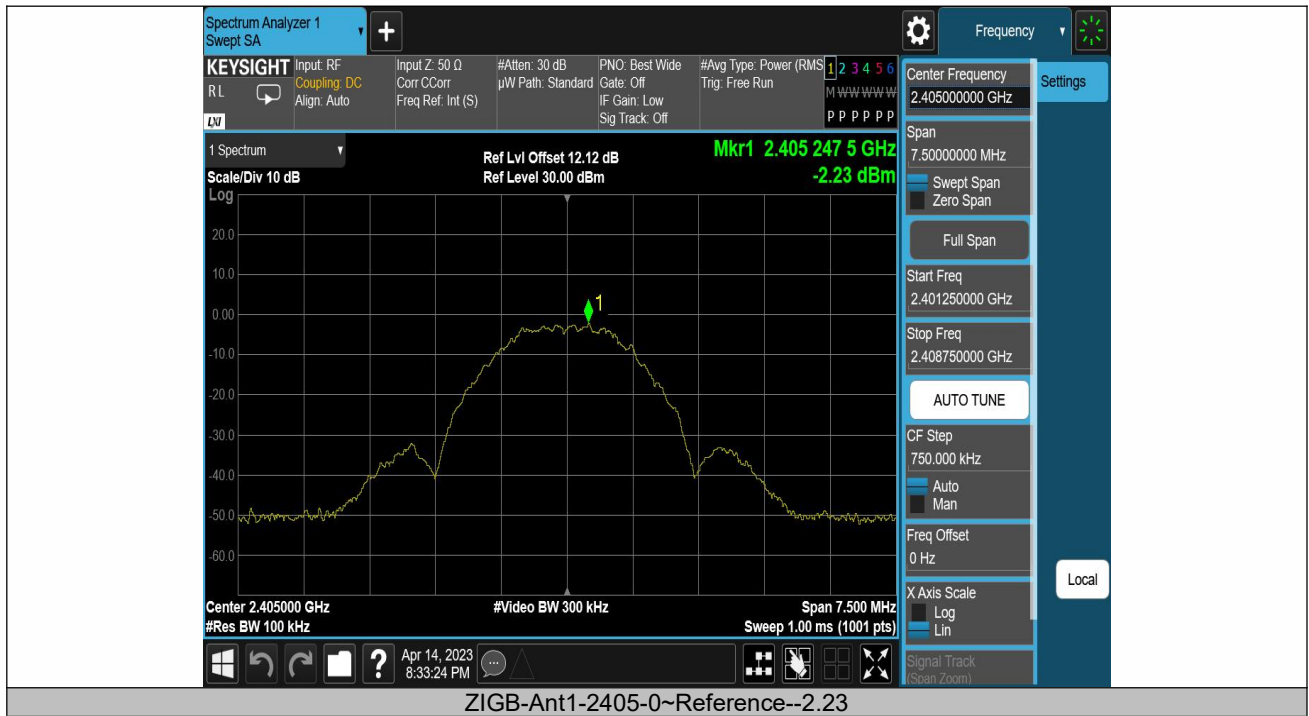 Spectrum Analyzer 1
Swept SA
+
Frequency
KEYSIGHT
RL
LXI
Input: RF
Coupling: DC
Align: Auto
Input Z: 50 Ω
Corr CCorr
Freq Ref: Int (S)
#Atten: 30 dB
µW Path: Standard
PNO: Best Wide
Gate: Off
IF Gain: Low
Sig Track: Off
#Avg Type: Power (RMS
Trig: Free Run
1 2 3 4 5 6
M W W W W W
P P P P P P
1 Spectrum
Scale/Div 10 dB
Ref Lvl Offset 12.12 dB
Ref Level 30.00 dBm
Mkr1 2.405 247 5 GHz
-2.23 dBm
Log
20.0
10.0
0.00
-10.0
-20.0
-30.0
-40.0
-50.0
-60.0
1
Center 2.405000 GHz
#Res BW 100 kHz
#Video BW 300 kHz
Span 7.500 MHz
Sweep 1.00 ms (1001 pts)
Center Frequency
2.405000000 GHz
Settings
Span
7.50000000 MHz
Swept Span
Zero Span
Full Span
Start Freq
2.401250000 GHz
Stop Freq
2.408750000 GHz
AUTO TUNE
CF Step
750.000 kHz
Auto
Man
Freq Offset
0 Hz
Local
X Axis Scale
Log
Lin
Signal Track
(Span Zoom)
?
Apr 14, 2023
8:33:24 PM
ZIGB-Ant1-2405-0~Reference--2.23